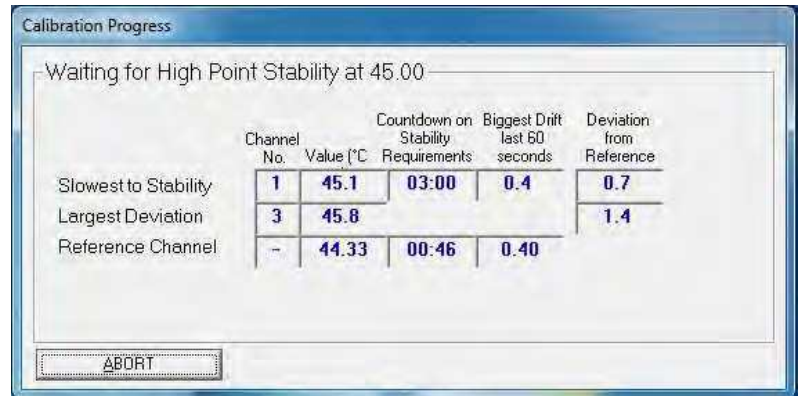 Calibration Progress
Waiting for High Point Stability at 45.00
Channel No. Value (°C Countdown on Stability Requirements Biggest Drift last 60 seconds Deviation from Reference
Slowest to Stability 1 45.1 03:00 0.4 0.7
Largest Deviation 3 45.8 1.4
Reference Channel - 44.33 00:46 0.40
ABORT